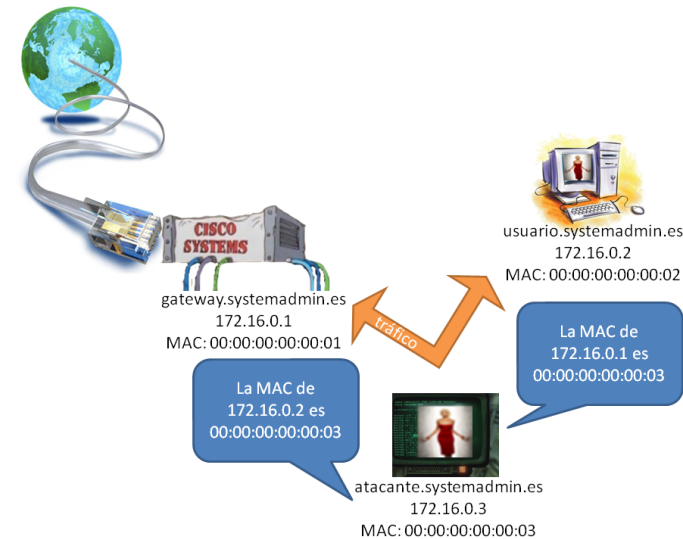 CISCO
SYSTEMS
gateway.systemadmin.es
172.16.0.1
MAC: 00:00:00:00:00:01
usuario.systemadmin.es
172.16.0.2
MAC: 00:00:00:00:00:02
tráfico
La MAC de
172.16.0.1 es
00:00:00:00:00:03
La MAC de
172.16.0.2 es
00:00:00:00:00:03
atacante.systemadmin.es
172.16.0.3
MAC: 00:00:00:00:00:03